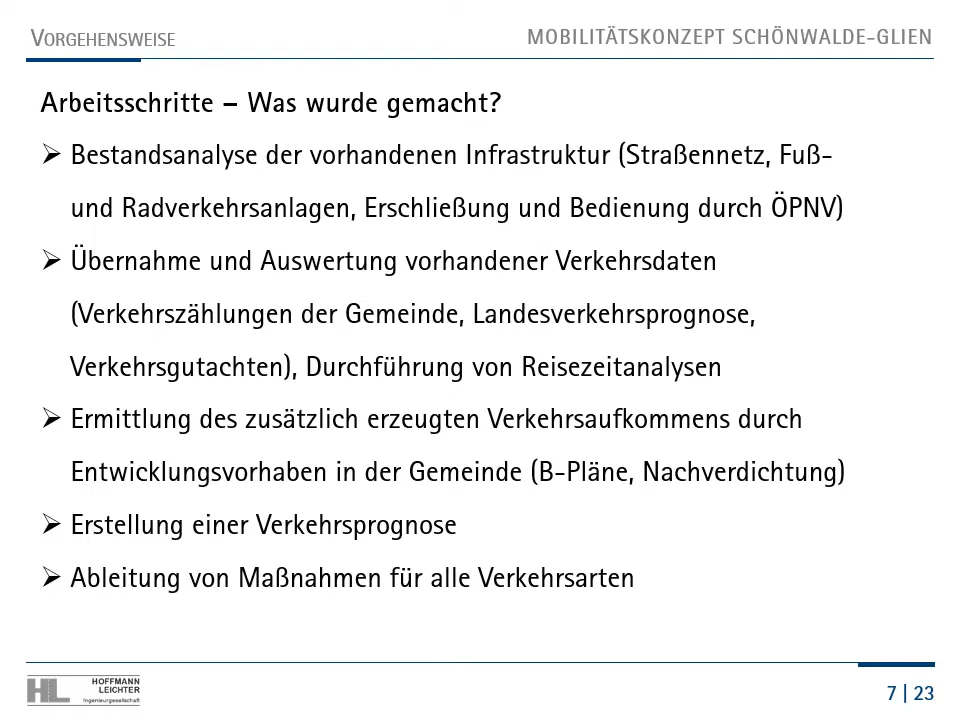 VORGEHENSWEISE
MOBILITÄTSKONZEPT SCHÖNWALDE-GLIEN
Arbeitsschritte – Was wurde gemacht?
➢ Bestandsanalyse der vorhandenen Infrastruktur (Straßennetz, Fuß-
und Radverkehrsanlagen, Erschließung und Bedienung durch ÖPNV)
➢ Übernahme und Auswertung vorhandener Verkehrsdaten
(Verkehrszählungen der Gemeinde, Landesverkehrsprognose,
Verkehrsgutachten), Durchführung von Reisezeitanalysen
➢ Ermittlung des zusätzlich erzeugten Verkehrsaufkommens durch
Entwicklungsvorhaben in der Gemeinde (B-Pläne, Nachverdichtung)
➢ Erstellung einer Verkehrsprognose
➢ Ableitung von Maßnahmen für alle Verkehrsarten
HL
HOFFMANN
LEICHTER
Ingenieurgesellschaft
7 | 23